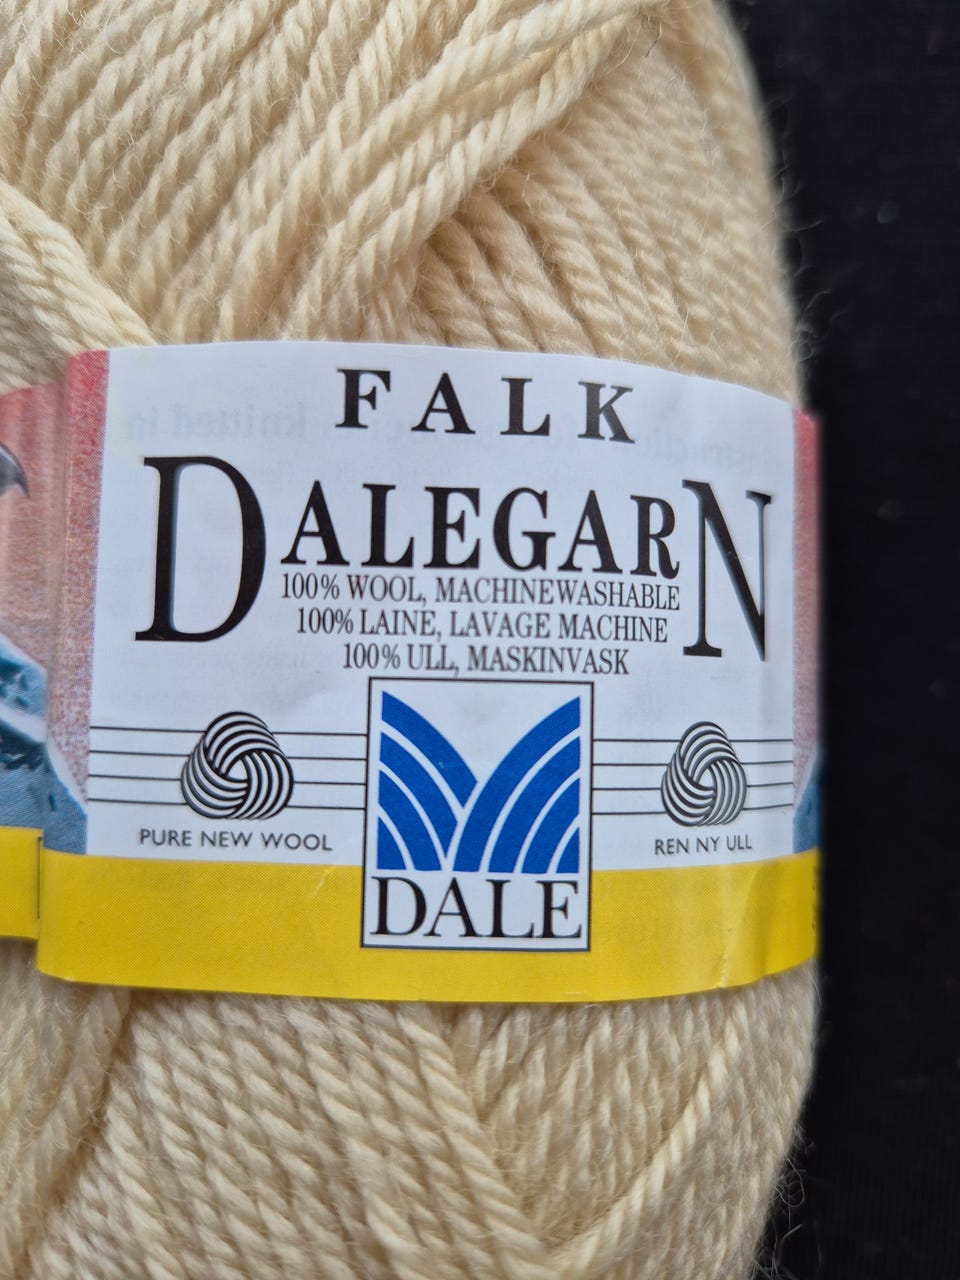 FALK
DALEGARN
100% WOOL, MACHINEWASHABLE
100% LAINE, LAVAGE MACHINE
100% ULL, MASKINVASK
PURE NEW WOOL
REN NY ULL
DALE